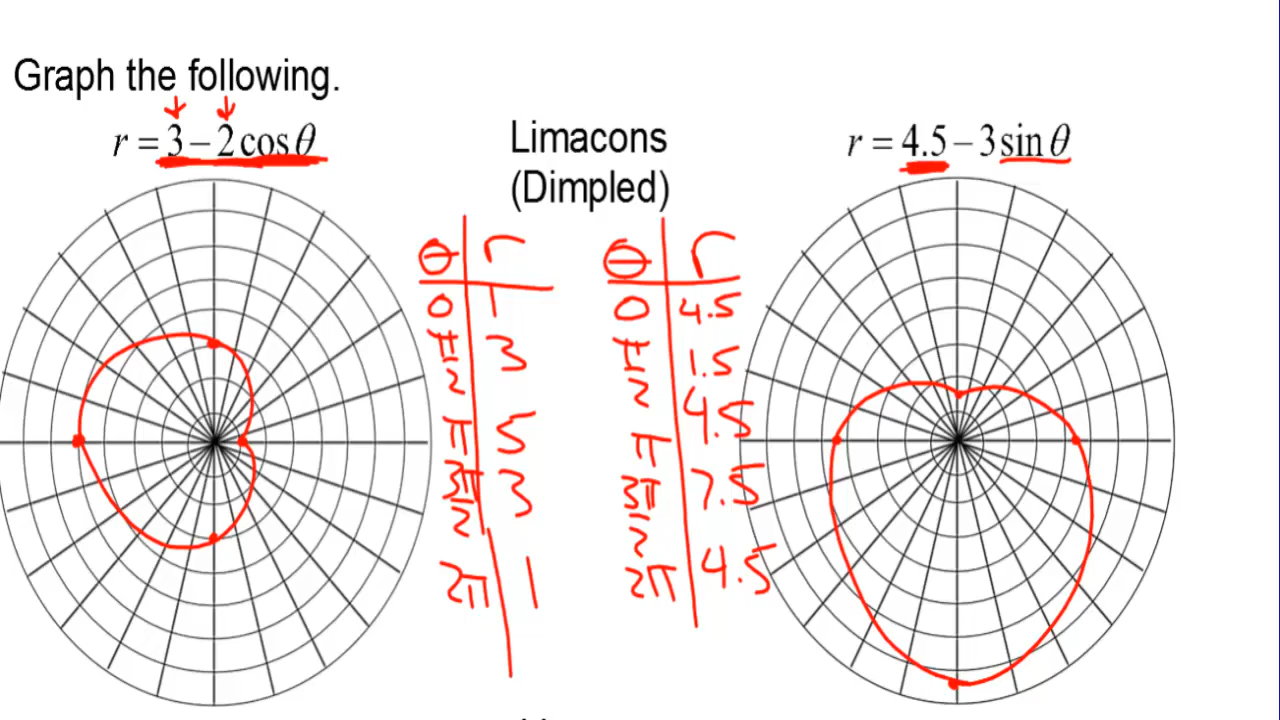 Graph the following.
r = 3 − 2 cos θ
Limacons
(Dimpled)
r = 4.5 − 3 sin θ
θ r
0 1
π/2 3
π 5
3π/2 3
2π 1
θ r
0 4.5
π/2 1.5
π 4.5
3π/2 7.5
2π 4.5